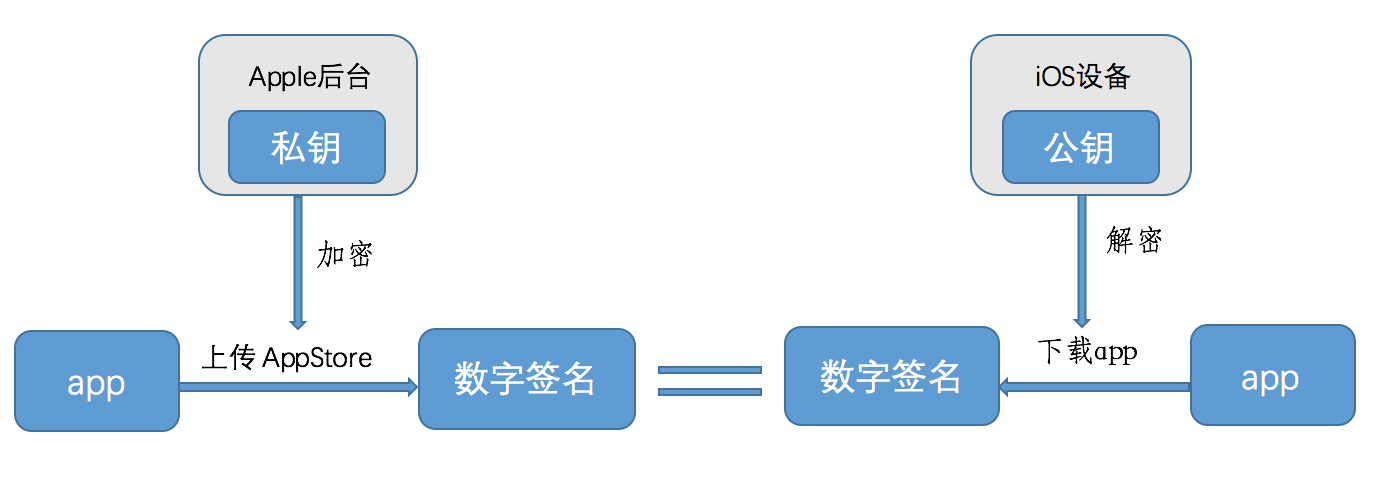 Apple后台
私钥
iOS设备
公钥
加密
解密
app
上传 AppStore
数字签名
数字签名
下载app
app